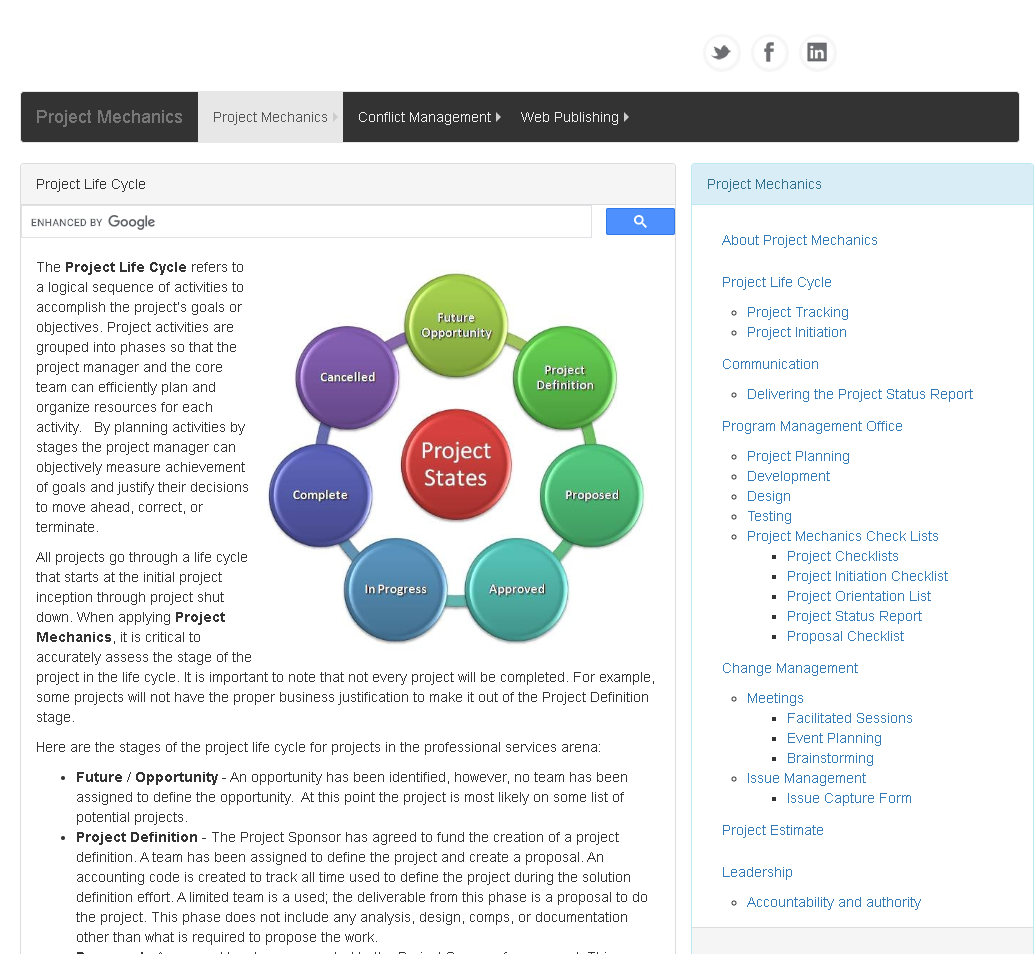 Project Mechanics
Project Mechanics
Conflict Management
Web Publishing
Project Life Cycle
ENHANCED BY Google
The Project Life Cycle refers to
a logical sequence of activities to
accomplish the project's goals or
objectives. Project activities are
grouped into phases so that the
project manager and the core
team can efficiently plan and
organize resources for each
activity.   By planning activities by
stages the project manager can
objectively measure achievement
of goals and justify their decisions
to move ahead, correct, or
terminate.
Future
Opportunity
Project
Definition
Proposed
Approved
In Progress
Complete
Cancelled
Project
States
All projects go through a life cycle
that starts at the initial project
inception through project shut
down. When applying Project
Mechanics, it is critical to
accurately assess the stage of the
project in the life cycle. It is important to note that not every project will be completed. For example,
some projects will not have the proper business justification to make it out of the Project Definition
stage.
Here are the stages of the project life cycle for projects in the professional services arena:
Future / Opportunity - An opportunity has been identified, however, no team has been
assigned to define the opportunity.  At this point the project is most likely on some list of
potential projects.
Project Definition - The Project Sponsor has agreed to fund the creation of a project
definition. A team has been assigned to define the project and create a proposal. An
accounting code is created to track all time used to define the project during the solution
definition effort. A limited team is a used; the deliverable from this phase is a proposal to do
the project. This phase does not include any analysis, design, comps, or documentation
other than what is required to propose the work.
Project Mechanics
About Project Mechanics
Project Life Cycle
Project Tracking
Project Initiation
Communication
Delivering the Project Status Report
Program Management Office
Project Planning
Development
Design
Testing
Project Mechanics Check Lists
Project Checklists
Project Initiation Checklist
Project Orientation List
Project Status Report
Proposal Checklist
Change Management
Meetings
Facilitated Sessions
Event Planning
Brainstorming
Issue Management
Issue Capture Form
Project Estimate
Leadership
Accountability and authority